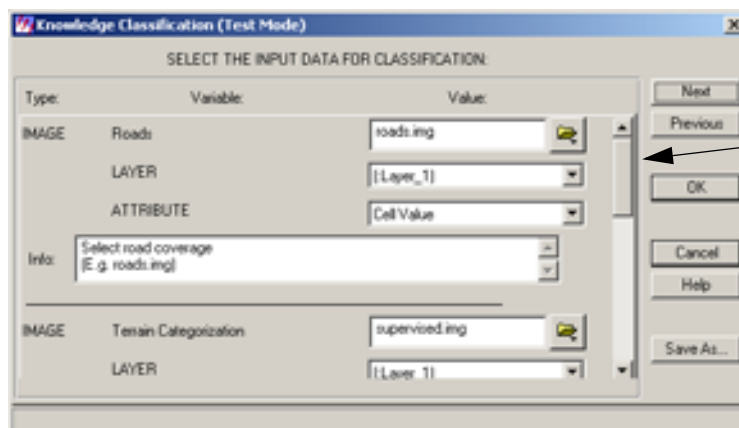 Knowledge Classification (Test Mode)
SELECT THE INPUT DATA FOR CLASSIFICATION:
Type: Variable: Value:
IMAGE Roads roads.img
LAYER (:Layer_1)
ATTRIBUTE Cell Value
Info: Select road coverage
(E.g. roads.img)
IMAGE Terrain Categorization supervised.img
LAYER (:Layer_1)
Next
Previous
OK
Cancel
Help
Save As...